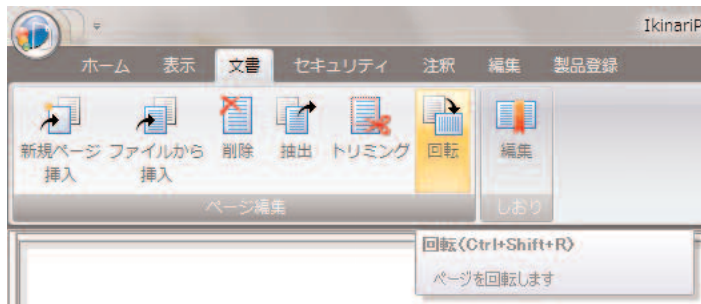 IkinariP
ホーム 表示 文書 セキュリティ 注釈 編集 製品登録
新規ページ ファイルから 削除 抽出 トリミング 回転 編集
挿入 挿入
ページ編集 しおり
回転(Ctrl+Shift+R)
ページを回転します